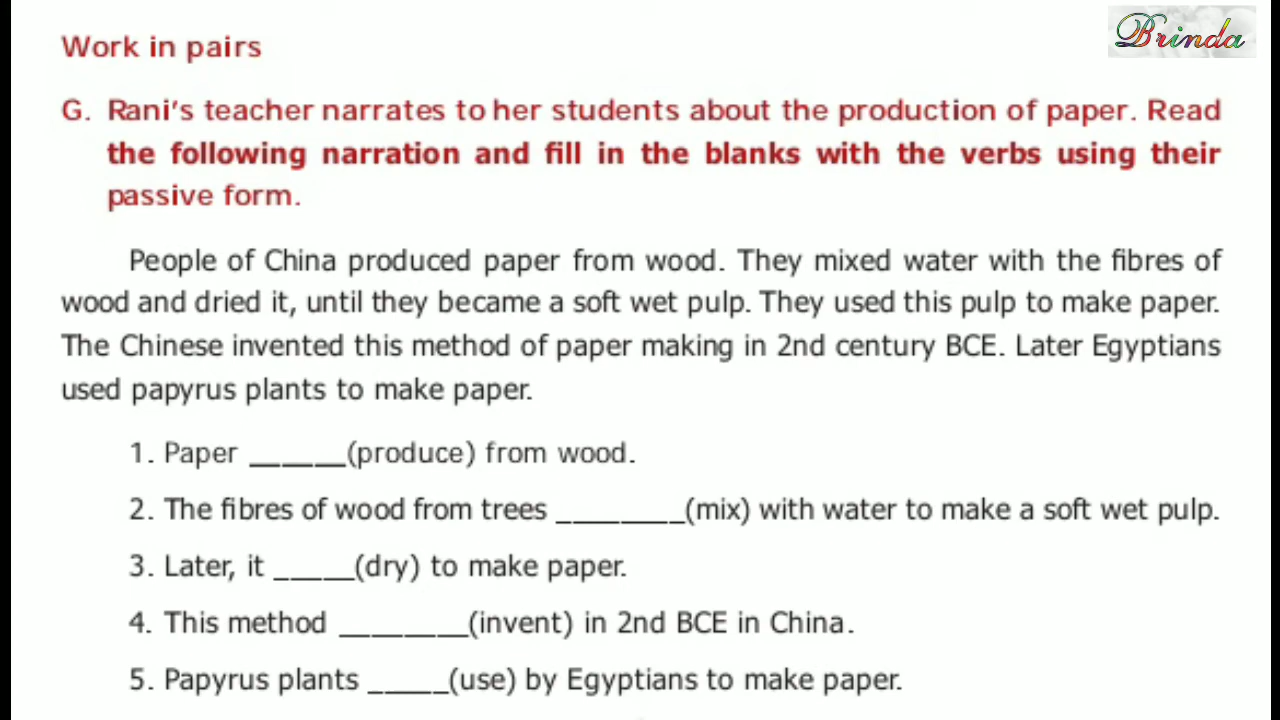 Brinda
Work in pairs
G. Rani's teacher narrates to her students about the production of paper. Read
the following narration and fill in the blanks with the verbs using their
passive form.
People of China produced paper from wood. They mixed water with the fibres of
wood and dried it, until they became a soft wet pulp. They used this pulp to make paper.
The Chinese invented this method of paper making in 2nd century BCE. Later Egyptians
used papyrus plants to make paper.
1. Paper ______(produce) from wood.
2. The fibres of wood from trees ________(mix) with water to make a soft wet pulp.
3. Later, it _____(dry) to make paper.
4. This method ________(invent) in 2nd BCE in China.
5. Papyrus plants _____(use) by Egyptians to make paper.